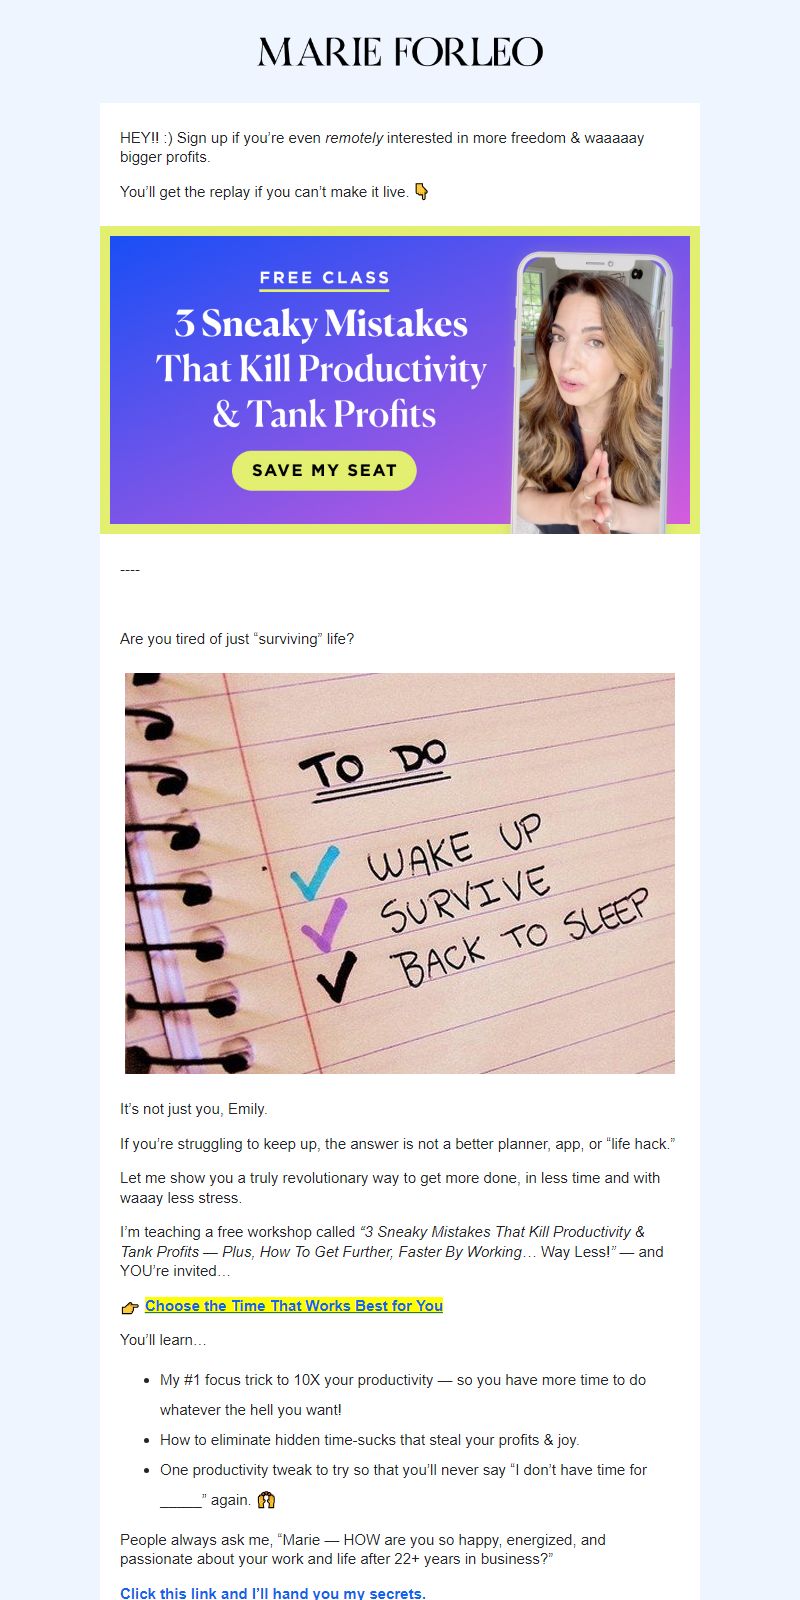 MARIE FORLEO
HEY!! :) Sign up if you’re even remotely interested in more freedom & waaaaay
bigger profits.
You’ll get the replay if you can’t make it live. 👇
FREE CLASS
3 Sneaky Mistakes
That Kill Productivity
& Tank Profits
SAVE MY SEAT
----
Are you tired of just “surviving” life?
TO DO
✓ WAKE UP
✓ SURVIVE
✓ BACK TO SLEEP
It’s not just you, Emily.
If you’re struggling to keep up, the answer is not a better planner, app, or “life hack.”
Let me show you a truly revolutionary way to get more done, in less time and with
waaay less stress.
I’m teaching a free workshop called “3 Sneaky Mistakes That Kill Productivity &
Tank Profits — Plus, How To Get Further, Faster By Working… Way Less!” — and
YOU’re invited…
👉 Choose the Time That Works Best for You
You’ll learn…
• My #1 focus trick to 10X your productivity — so you have more time to do
whatever the hell you want!
• How to eliminate hidden time-sucks that steal your profits & joy.
• One productivity tweak to try so that you’ll never say “I don’t have time for
_____” again. 🙌
People always ask me, “Marie — HOW are you so happy, energized, and
passionate about your work and life after 22+ years in business?”
Click this link and I’ll hand you my secrets.